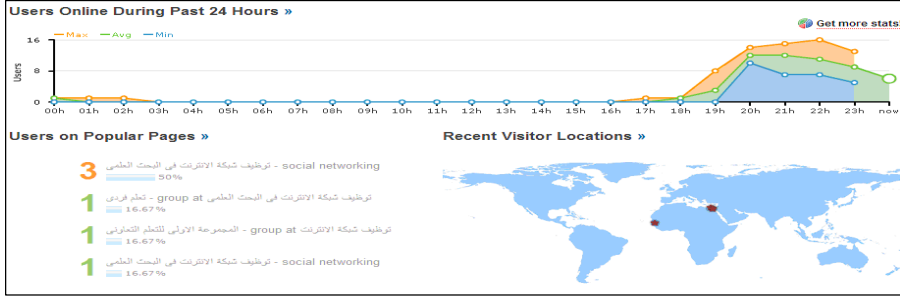 Users Online During Past 24 Hours »
Get more stats
Max Avg Min
16
8
0
Users
00h 01h 02h 03h 04h 05h 06h 07h 08h 09h 10h 11h 12h 13h 14h 15h 16h 17h 18h 19h 20h 21h 22h 23h now
Users on Popular Pages »
Recent Visitor Locations »
3
social networking - توظيف شبكة الانترنت فى البحث العلمى
50%
1
توظيف شبكة الانترنت فى البحث العلمى group at - تعلم فردى
16.67%
1
توظيف شبكة الانترنت group at - المجموعة الاولى للتعلم التعاونى
16.67%
1
social networking - توظيف شبكة الانترنت فى البحث العلمى
16.67%